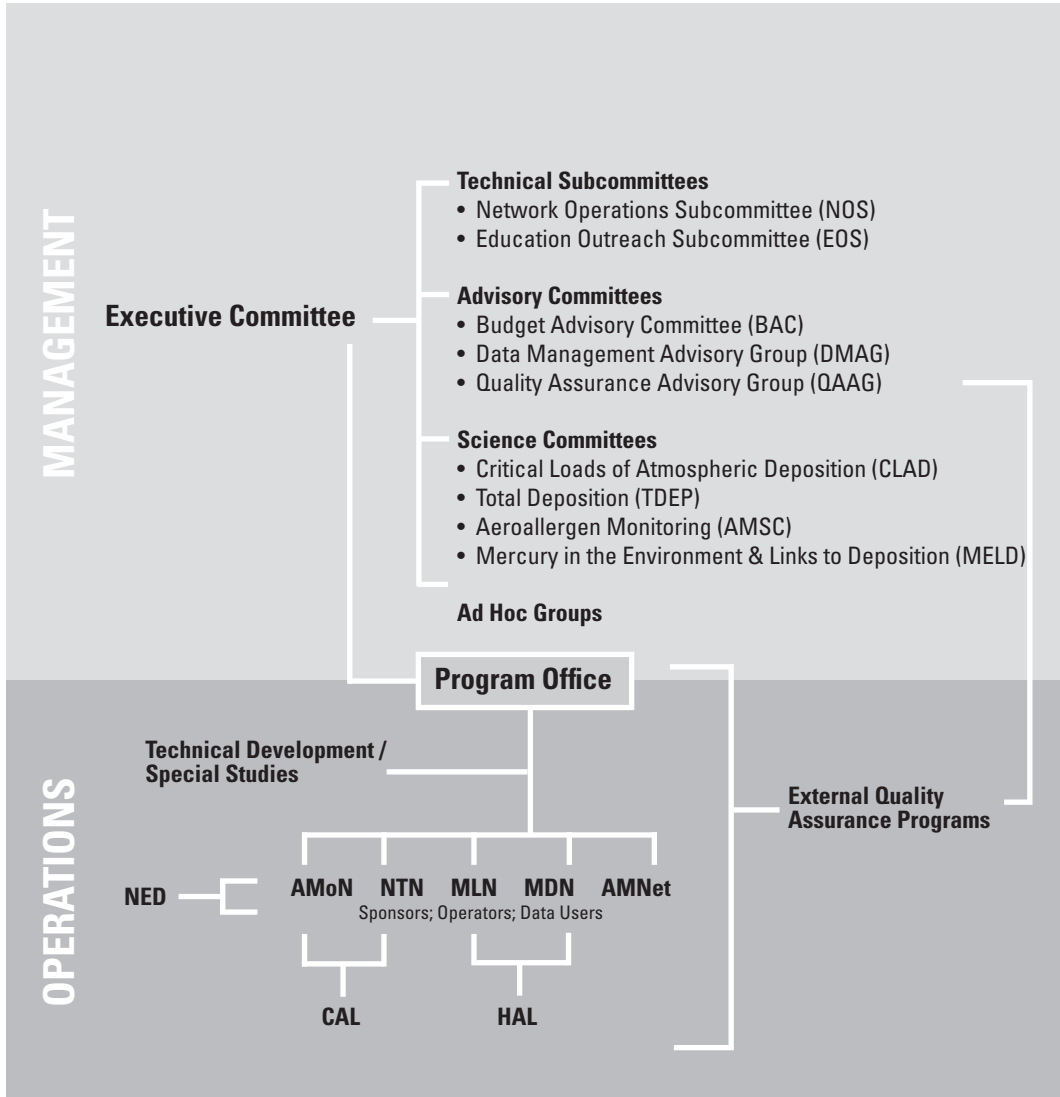 MANAGEMENT
Technical Subcommittees
• Network Operations Subcommittee (NOS)
• Education Outreach Subcommittee (EOS)
Executive Committee
Advisory Committees
• Budget Advisory Committee (BAC)
• Data Management Advisory Group (DMAG)
• Quality Assurance Advisory Group (QAAG)
Science Committees
• Critical Loads of Atmospheric Deposition (CLAD)
• Total Deposition (TDEP)
• Aeroallergen Monitoring (AMSC)
• Mercury in the Environment & Links to Deposition (MELD)
Ad Hoc Groups
Program Office
OPERATIONS
Technical Development /
Special Studies
External Quality
Assurance Programs
NED
AMoN NTN MLN MDN AMNet
Sponsors; Operators; Data Users
CAL HAL